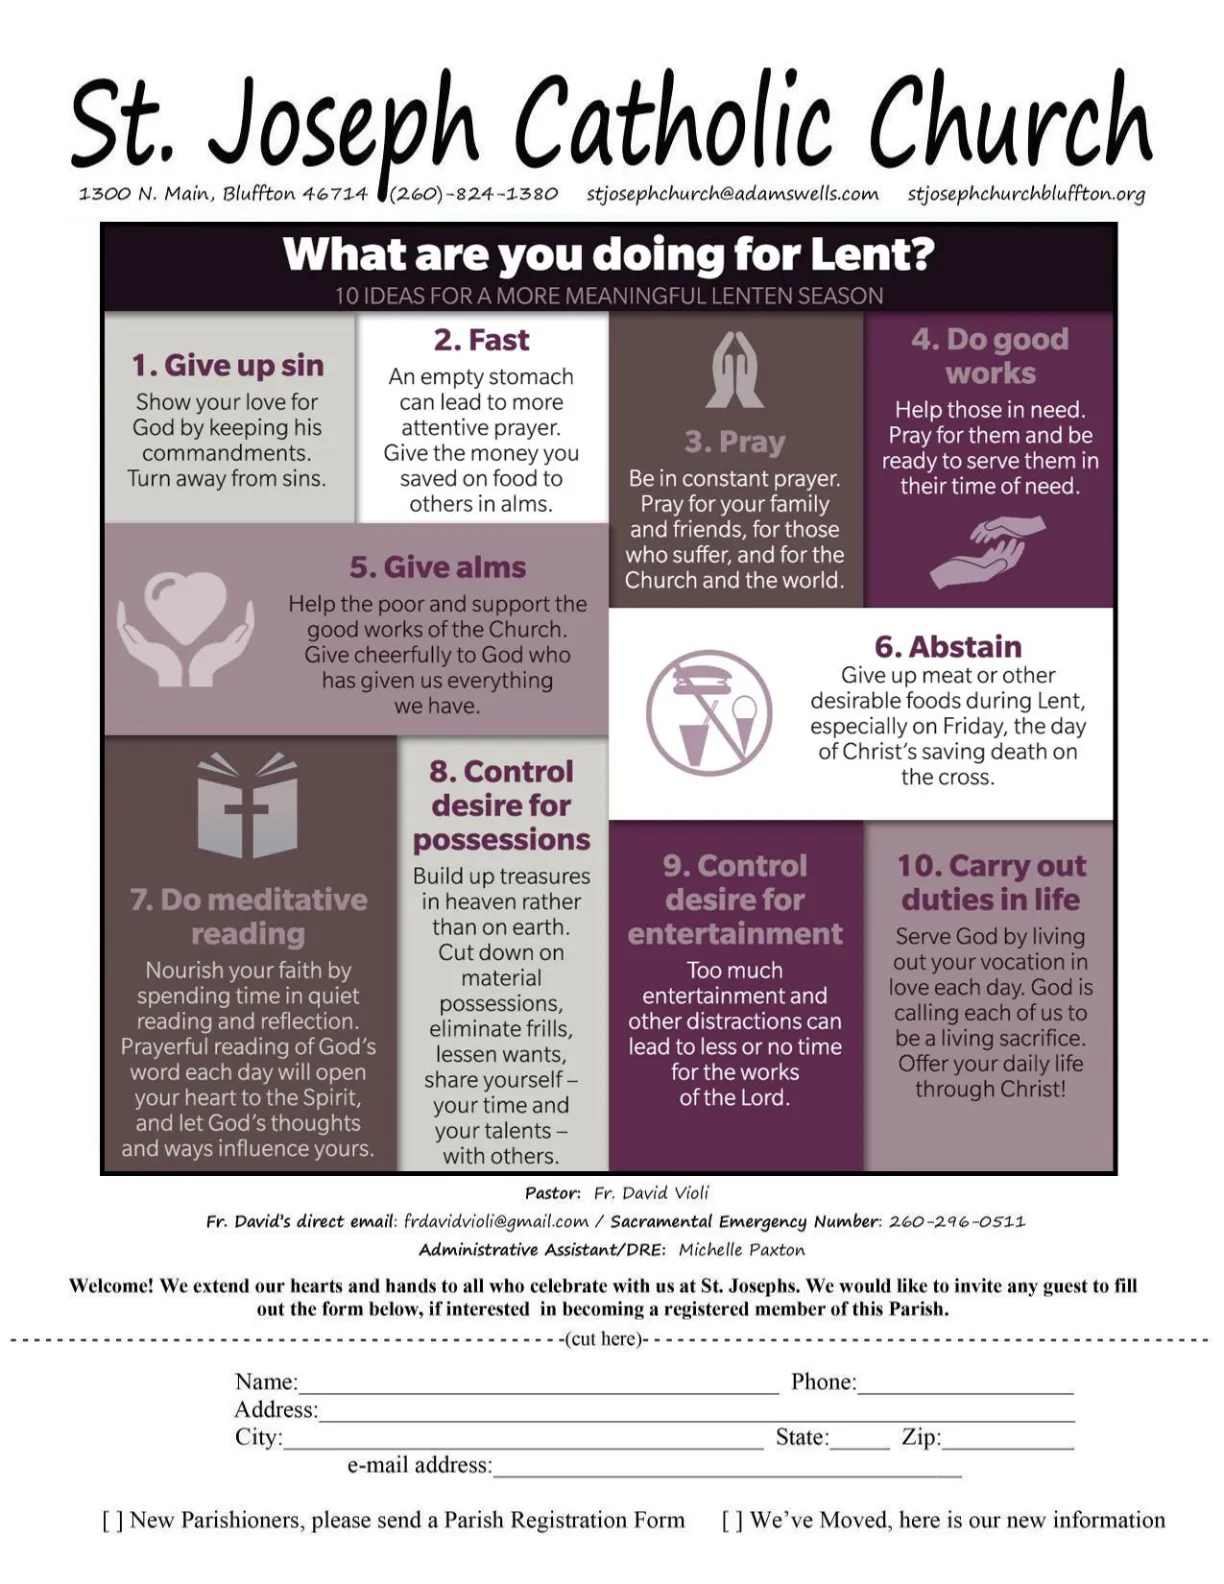 St. Joseph Catholic Church
1300 N. Main, Bluffton 46714 (260)-824-1380 stjosephchurch@adamswells.com stjosephchurchbluffton.org
What are you doing for Lent?
10 IDEAS FOR A MORE MEANINGFUL LENTEN SEASON
1. Give up sin
Show your love for
God by keeping his
commandments.
Turn away from sins.
2. Fast
An empty stomach
can lead to more
attentive prayer.
Give the money you
saved on food to
others in alms.
3. Pray
Be in constant prayer.
Pray for your family
and friends, for those
who suffer, and for the
Church and the world.
4. Do good
works
Help those in need.
Pray for them and be
ready to serve them in
their time of need.
5. Give alms
Help the poor and support the
good works of the Church.
Give cheerfully to God who
has given us everything
we have.
6. Abstain
Give up meat or other
desirable foods during Lent,
especially on Friday, the day
of Christ's saving death on
the cross.
7. Do meditative
reading
Nourish your faith by
spending time in quiet
reading and reflection.
Prayerful reading of God's
word each day will open
your heart to the Spirit,
and let God's thoughts
and ways influence yours.
8. Control
desire for
possessions
Build up treasures
in heaven rather
than on earth.
Cut down on
material
possessions,
eliminate frills,
lessen wants,
share yourself –
your time and
your talents –
with others.
9. Control
desire for
entertainment
Too much
entertainment and
other distractions can
lead to less or no time
for the works
of the Lord.
10. Carry out
duties in life
Serve God by living
out your vocation in
love each day. God is
calling each of us to
be a living sacrifice.
Offer your daily life
through Christ!
Pastor: Fr. David Violi
Fr. David's direct email: frdavidvioli@gmail.com / Sacramental Emergency Number: 260-296-0511
Administrative Assistant/DRE: Michelle Paxton
Welcome! We extend our hearts and hands to all who celebrate with us at St. Josephs. We would like to invite any guest to fill
out the form below, if interested in becoming a registered member of this Parish.
(cut here)
Name: Phone:
Address:
City: State: Zip:
e-mail address:
[ ] New Parishioners, please send a Parish Registration Form [ ] We've Moved, here is our new information